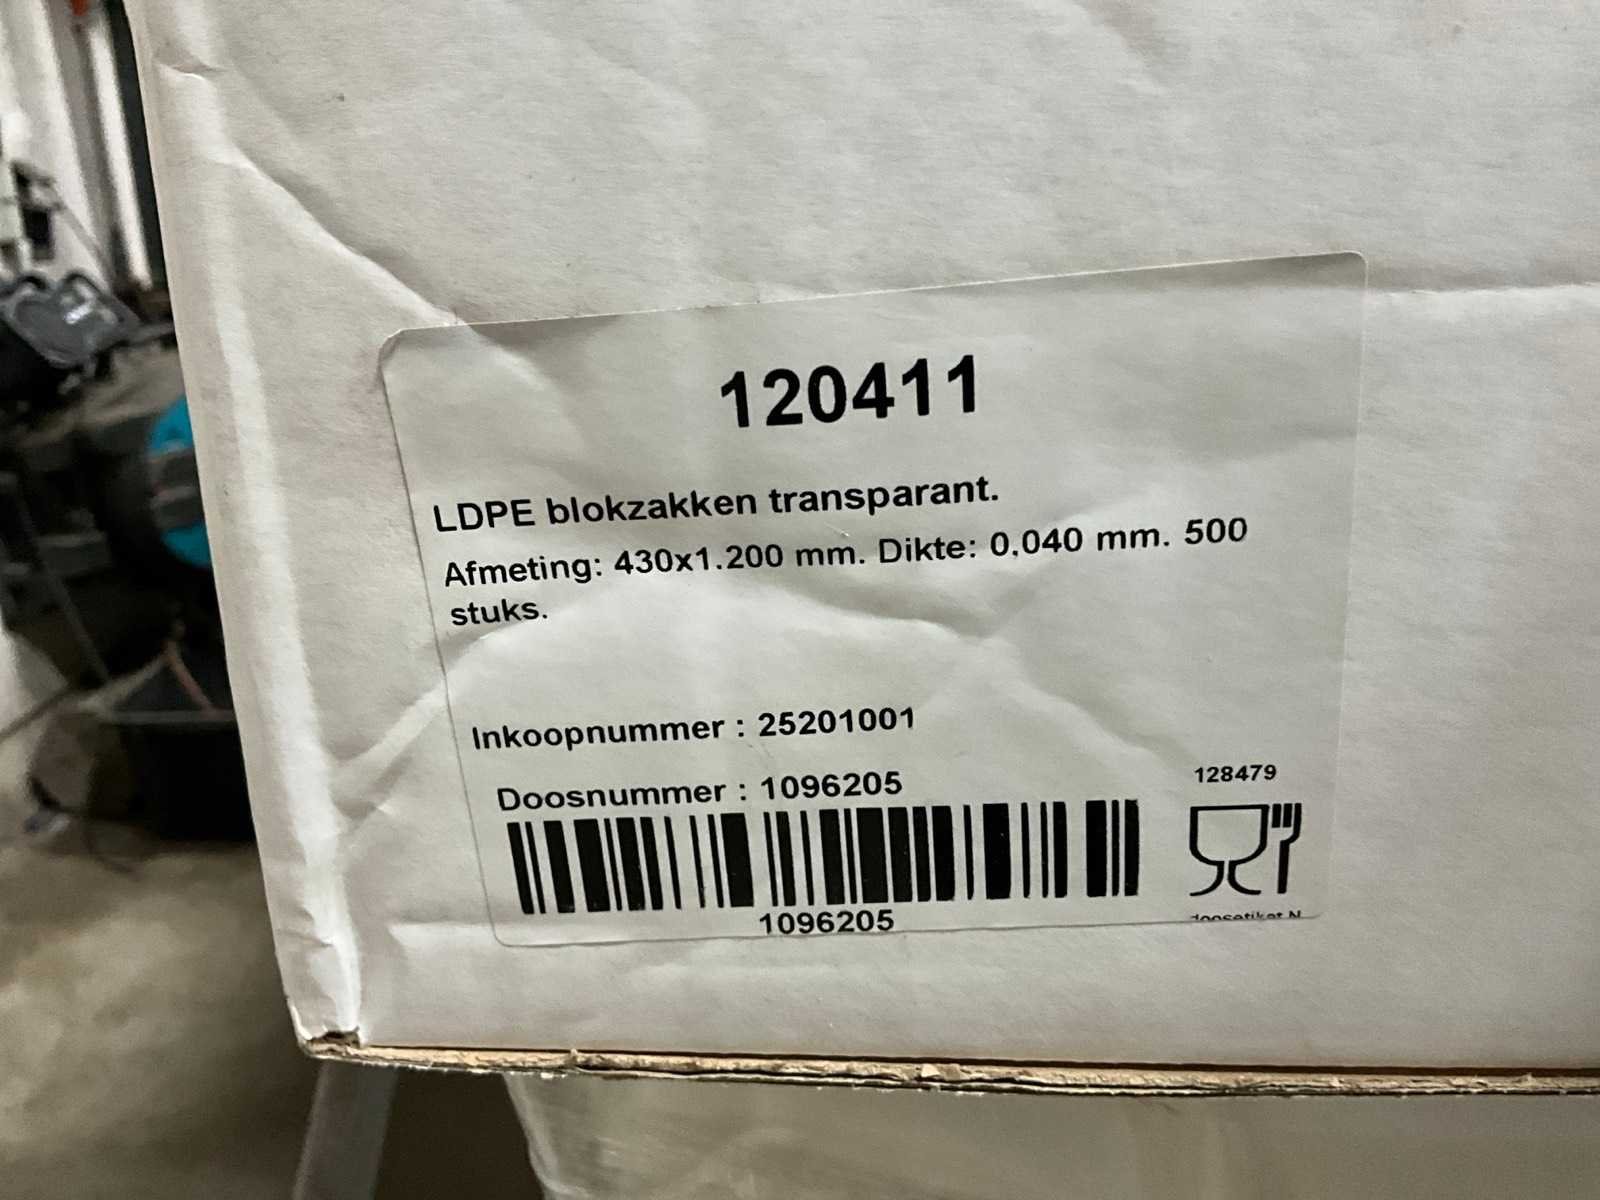 120411
LDPE blokzakken transparant.
Afmeting: 430x1.200 mm. Dikte: 0,040 mm. 500
stuks.
Inkoopnummer : 25201001
Doosnummer : 1096205
128479
1096205